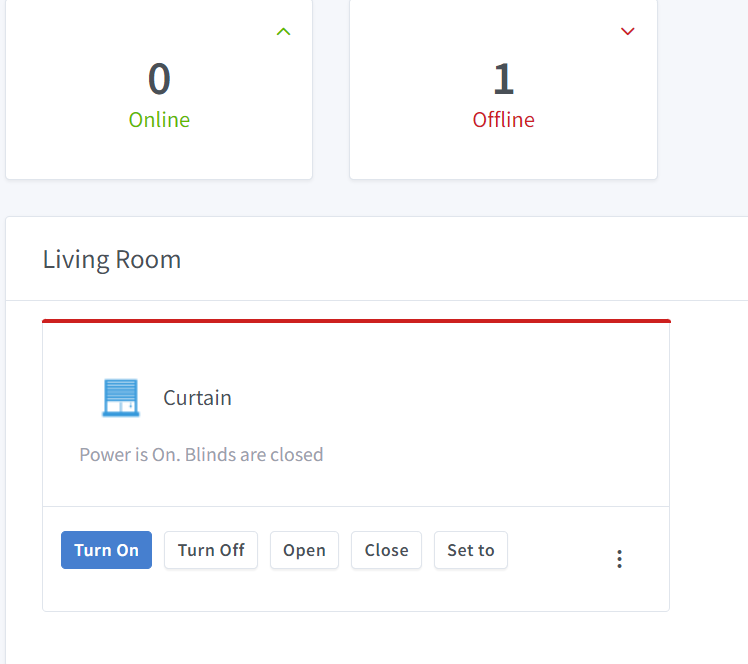 0
Online
1
Offline
Living Room
Curtain
Power is On. Blinds are closed
Turn On
Turn Off
Open
Close
Set to